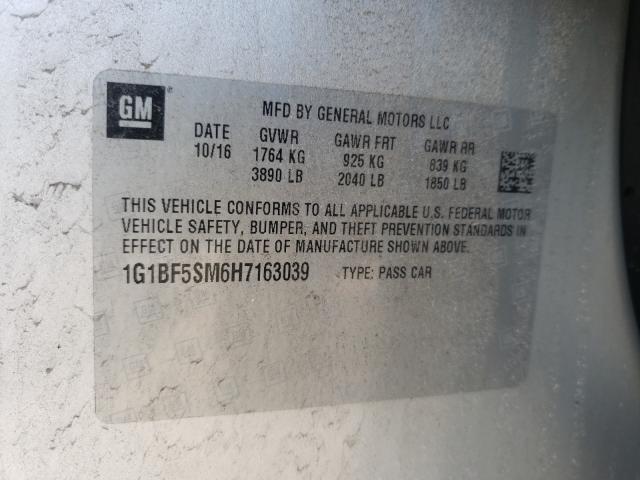 GM
MFD BY GENERAL MOTORS LLC
DATE GVWR GAWR FRT GAWR RR
10/16 1764 KG 925 KG 839 KG
3890 LB 2040 LB 1850 LB
THIS VEHICLE CONFORMS TO ALL APPLICABLE U.S. FEDERAL MOTOR
VEHICLE SAFETY, BUMPER, AND THEFT PREVENTION STANDARDS IN
EFFECT ON THE DATE OF MANUFACTURE SHOWN ABOVE.
1G1BF5SM6H7163039 TYPE: PASS CAR